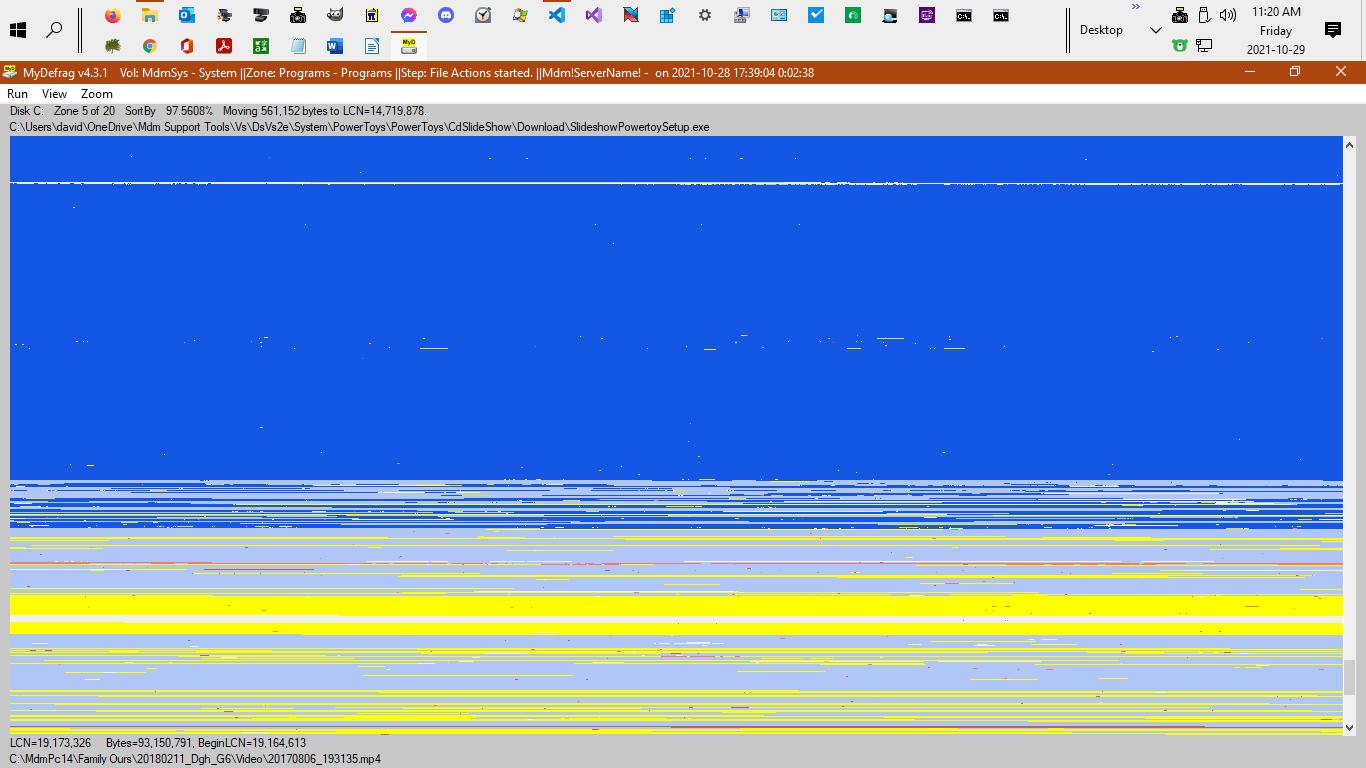 11:20 AM
Desktop
Friday
2021-10-29
MyDefrag v4.3.1 Vol: MdmSys - System ||Zone: Programs - Programs ||Step: File Actions started. ||Mdm!ServerName! - on 2021-10-28 17:39:04 0:02:38
Run View Zoom
Disk C: Zone 5 of 20 SortBy 97.5608% Moving 561,152 bytes to LCN=14,719,878.
C:\Users\david\OneDrive\Mdm Support Tools\Vs\DsVs2e\System\PowerToys\PowerToys\CdSlideShow\Download\SlideshowPowertoySetup.exe
LCN=19,173,326 Bytes=93,150,791, BeginLCN=19,164,613
C:\MdmPc14\Family Ours\20180211_Dgh_G6\Video\20170806_193135.mp4